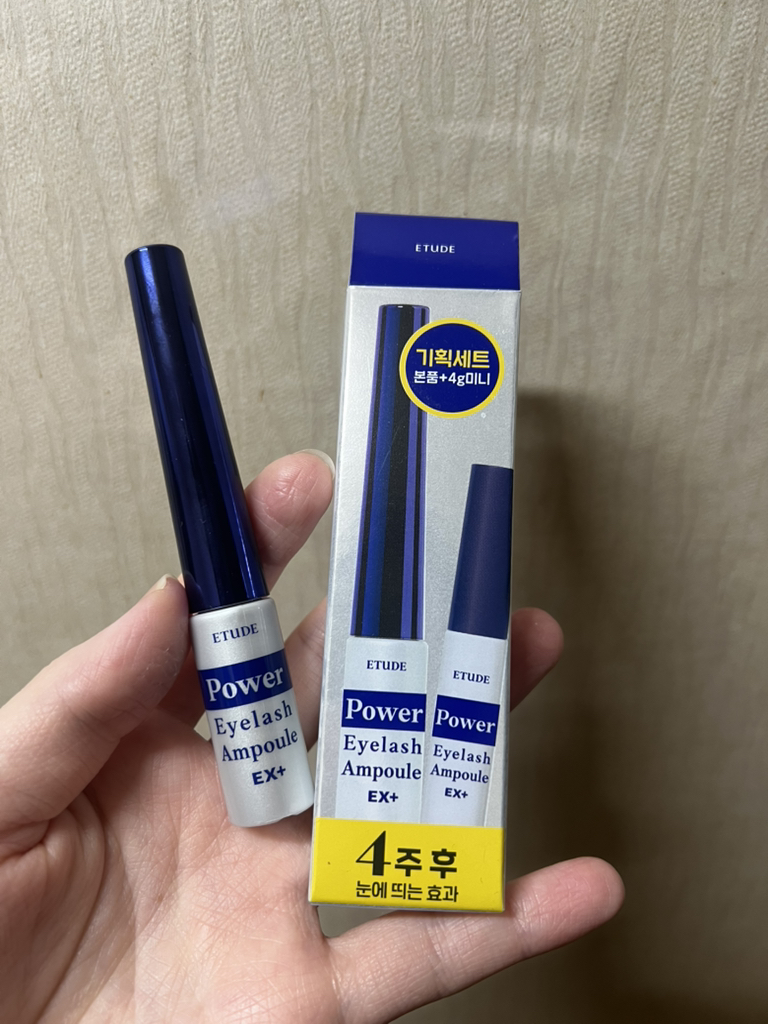 ETUDE
Power
Eyelash
Ampoule
EX+
ETUDE
기획세트
본품+4g미니
ETUDE
Power
Eyelash
Ampoule
EX+
ETUDE
Power
Eyelash
Ampoule
EX+
4주 후
눈에 띄는 효과